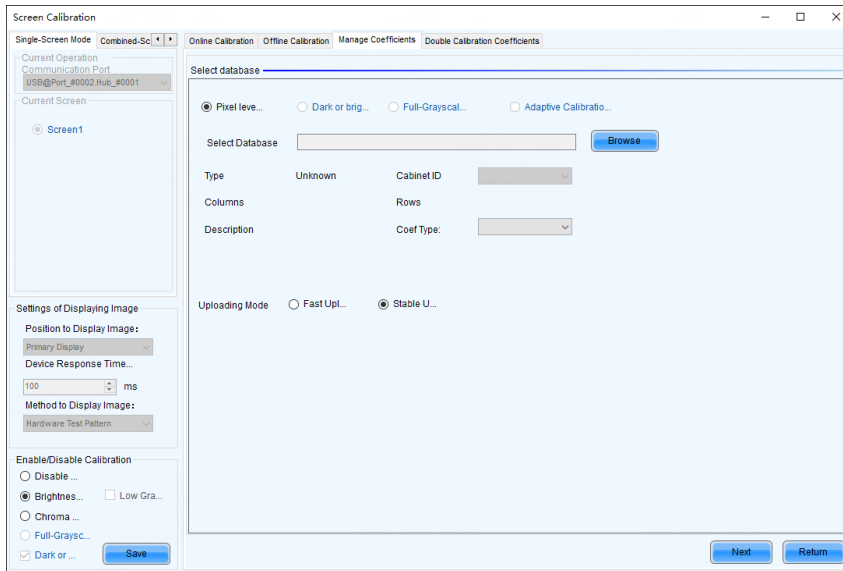 Screen Calibration
Single-Screen Mode Combined-Sc
Online Calibration Offline Calibration Manage Coefficients Double Calibration Coefficients
Current Operation
Communication Port
USB@Port_#0002.Hub_#0001
Current Screen
Screen1
Settings of Displaying Image
Position to Display Image:
Primary Display
Device Response Time...
100 ms
Method to Display Image:
Hardware Test Pattern
Enable/Disable Calibration
Disable ...
Brightnes... Low Gra...
Chroma ...
Full-Graysc...
Dark or ... Save
Select database
Pixel leve... Dark or brig... Full-Grayscal... Adaptive Calibratio...
Select Database Browse
Type Unknown Cabinet ID
Columns Rows
Description Coef Type:
Uploading Mode Fast Upl... Stable U...
Next Return